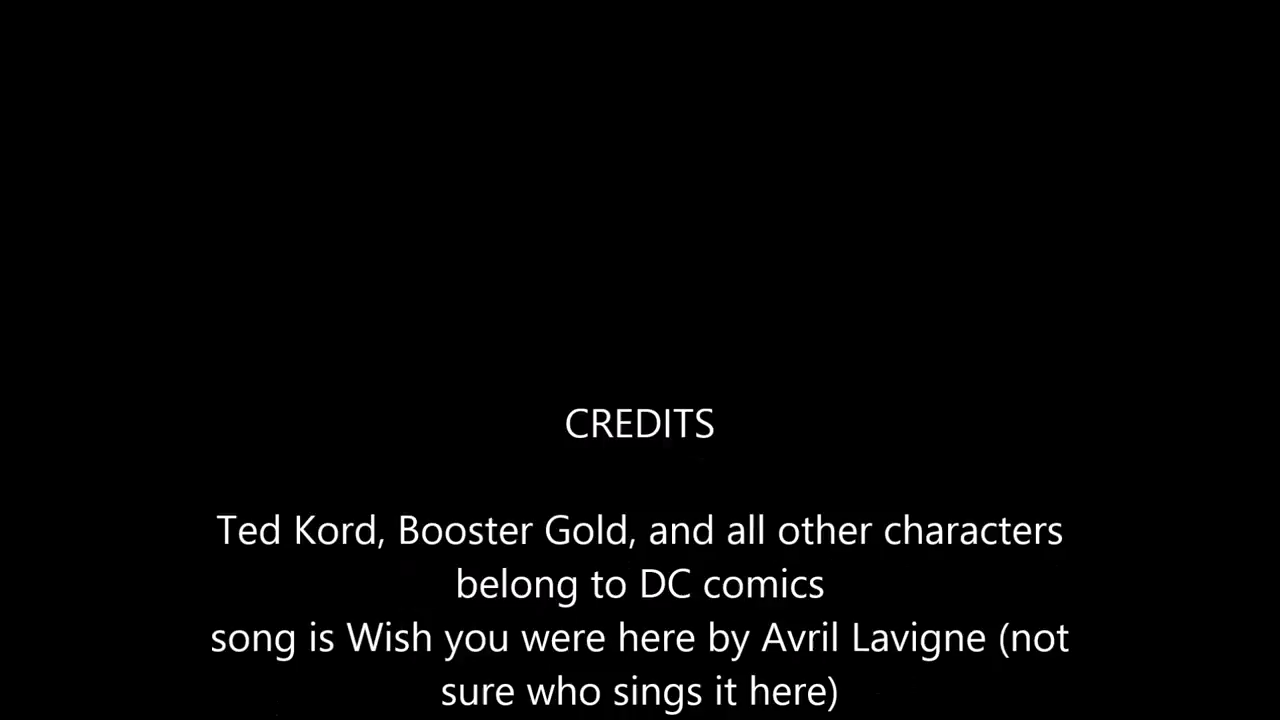 CREDITS
Ted Kord, Booster Gold, and all other characters
belong to DC comics
song is Wish you were here by Avril Lavigne (not
sure who sings it here)